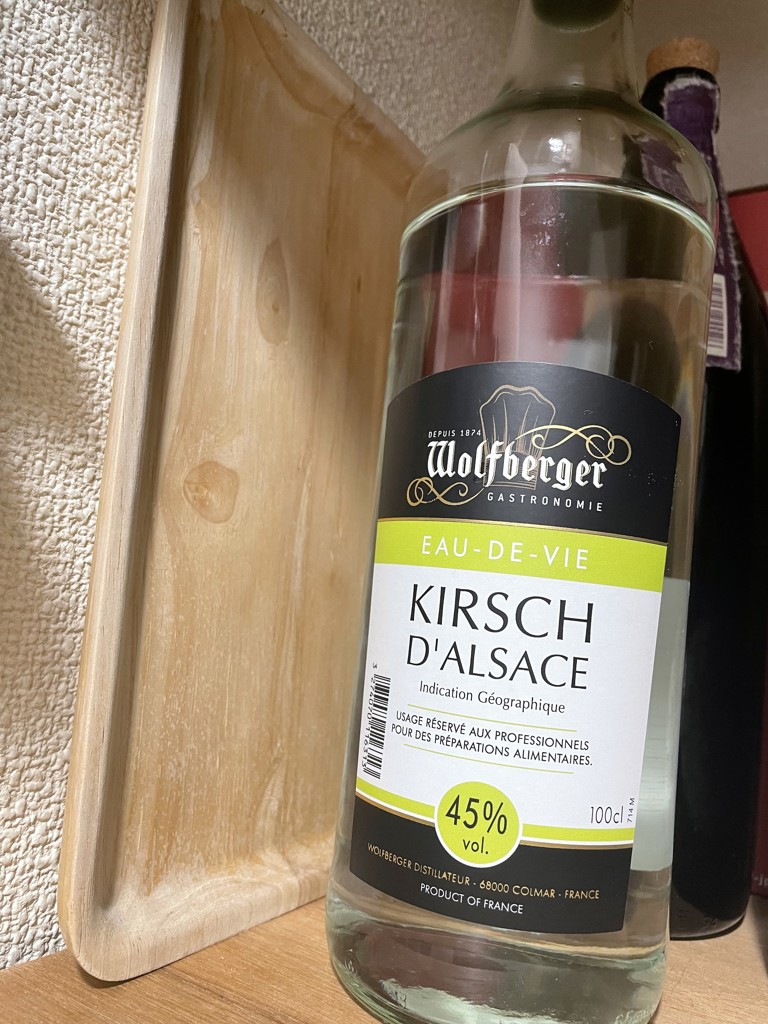 DEPUIS 1874
Wolfberger
GASTRONOMIE
EAU-DE-VIE
KIRSCH
D'ALSACE
Indication Géographique
USAGE RÉSERVÉ AUX PROFESSIONNELS
POUR DES PRÉPARATIONS ALIMENTAIRES.
45%
vol.
100cl
714 M
WOLFBERGER DISTILLATEUR - 68000 COLMAR - FRANCE
PRODUCT OF FRANCE